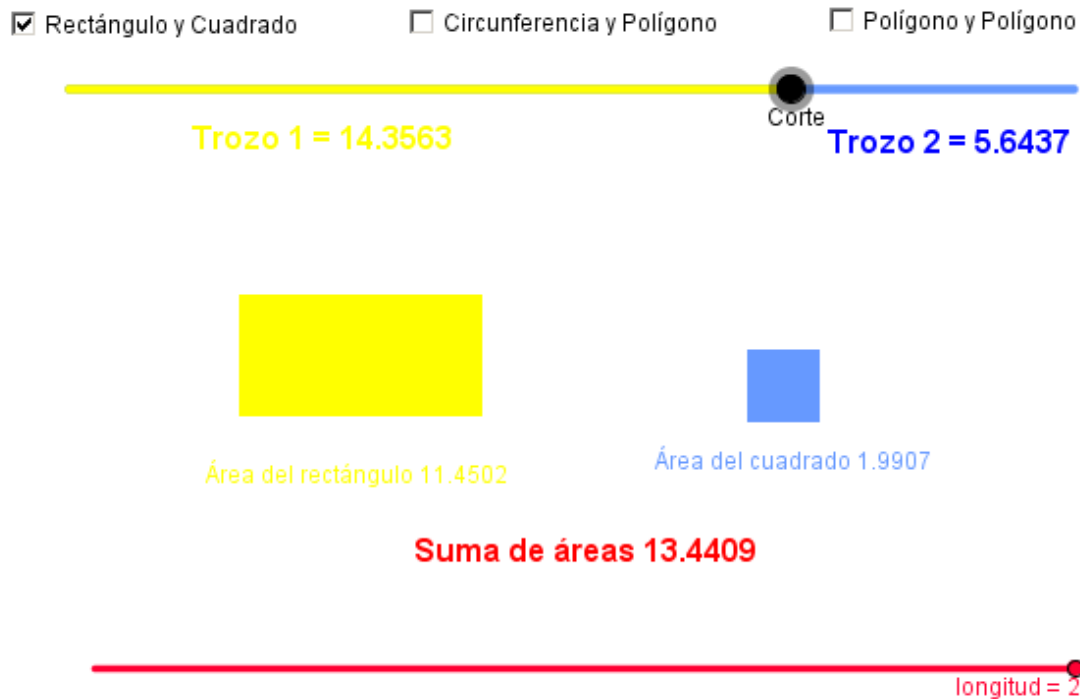 Rectángulo y Cuadrado
Circunferencia y Polígono
Polígono y Polígono
Corte
Trozo 1 = 14.3563
Trozo 2 = 5.6437
Área del rectángulo 11.4502
Área del cuadrado 1.9907
Suma de áreas 13.4409
longitud = 2